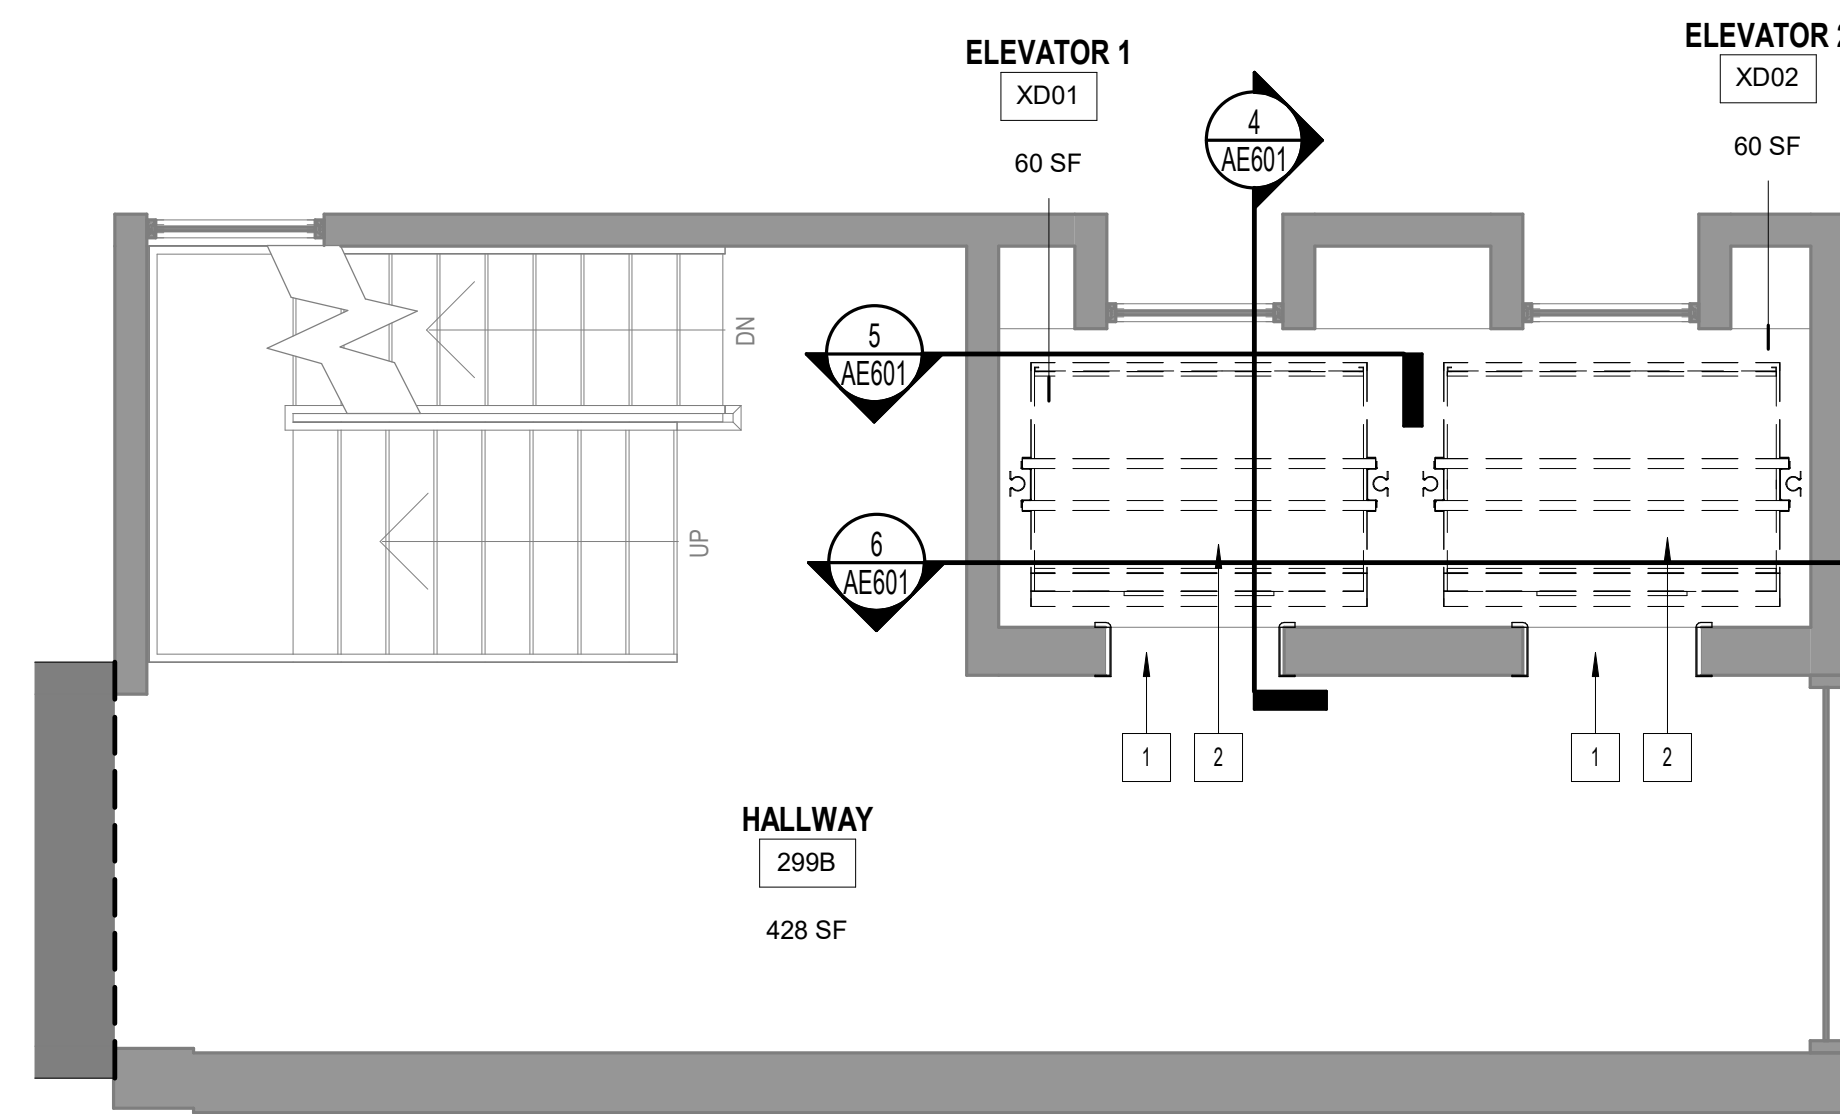 ELEVATOR 1
XD01
60 SF
ELEVATOR 2
XD02
60 SF
4
AE601
5
AE601
6
AE601
DN
UP
1
2
1
2
HALLWAY
299B
428 SF